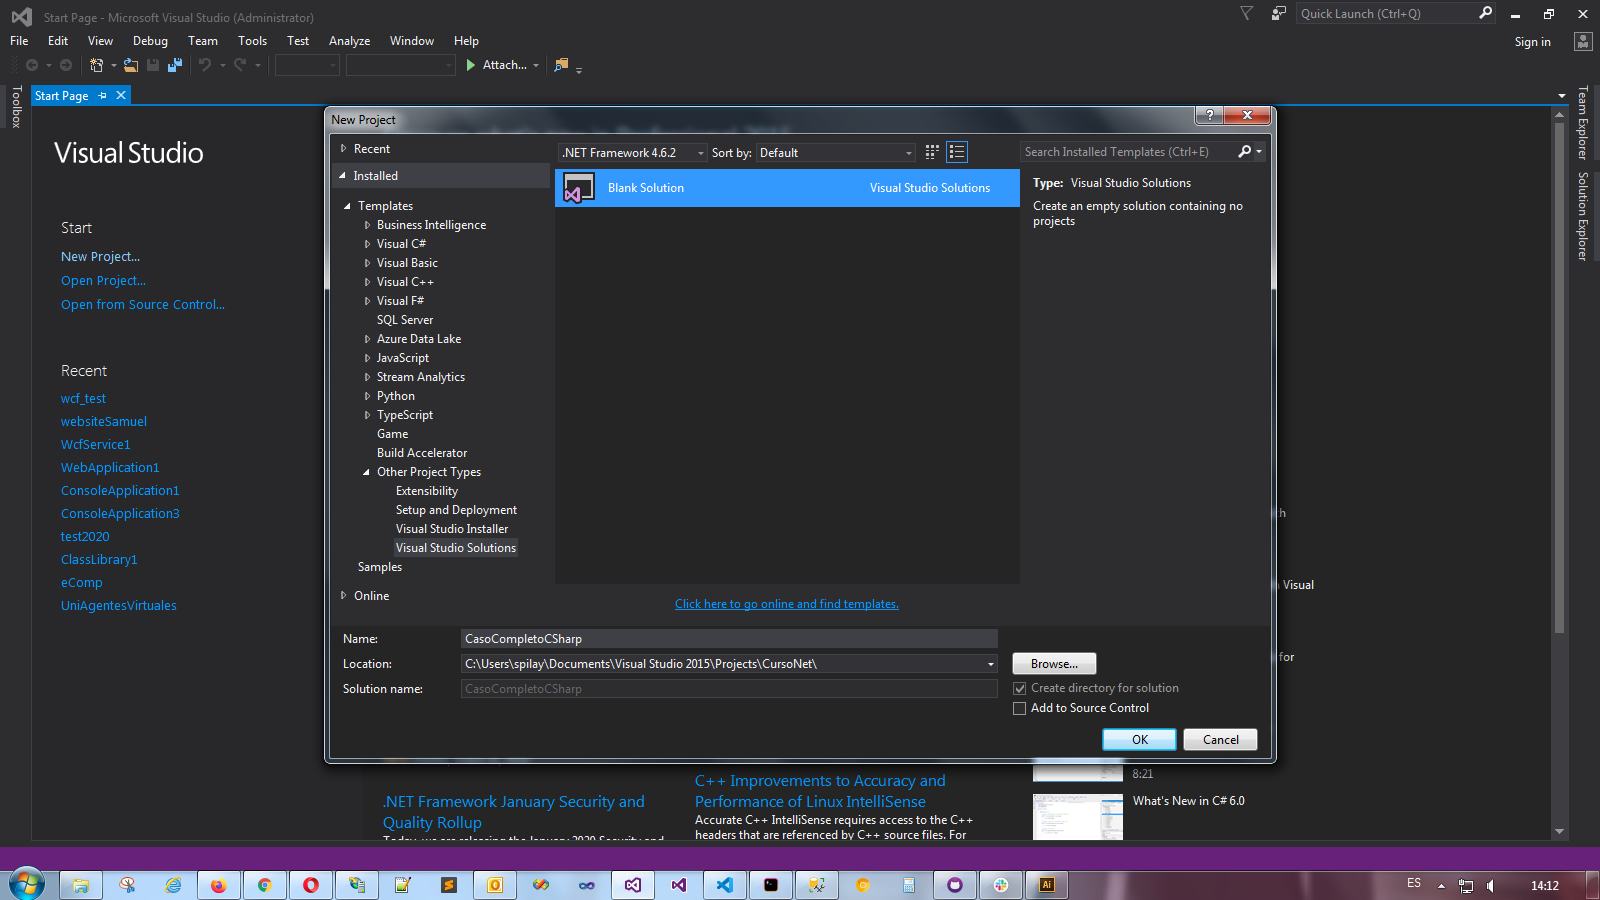 Start Page - Microsoft Visual Studio (Administrator)
Quick Launch (Ctrl+Q)
File Edit View Debug Team Tools Test Analyze Window Help
Sign in
Attach...
Toolbox
Start Page
Team Explorer
Solution Explorer
Visual Studio
Start
New Project...
Open Project...
Open from Source Control...
Recent
wcf_test
websiteSamuel
WcfService1
WebApplication1
ConsoleApplication1
ConsoleApplication3
test2020
ClassLibrary1
eComp
UniAgentesVirtuales
New Project
?
Recent
Installed
Templates
Business Intelligence
Visual C#
Visual Basic
Visual C++
Visual F#
SQL Server
Azure Data Lake
JavaScript
Stream Analytics
Python
TypeScript
Game
Build Accelerator
Other Project Types
Extensibility
Setup and Deployment
Visual Studio Installer
Visual Studio Solutions
Samples
Online
.NET Framework 4.6.2 Sort by: Default
Search Installed Templates (Ctrl+E)
Blank Solution Visual Studio Solutions
Type: Visual Studio Solutions
Create an empty solution containing no
projects
Click here to go online and find templates.
Name: CasoCompletoCSharp
Location: C:\Users\spilay\Documents\Visual Studio 2015\Projects\CursoNet\
Browse...
Solution name: CasoCompletoCSharp
Create directory for solution
Add to Source Control
OK Cancel
Visual
for
.NET Framework January Security and
Quality Rollup
C++ Improvements to Accuracy and
Performance of Linux IntelliSense
Accurate C++ IntelliSense requires access to the C++
headers that are referenced by C++ source files. For
8:21
What's New in C# 6.0
Ai
ES
14:12